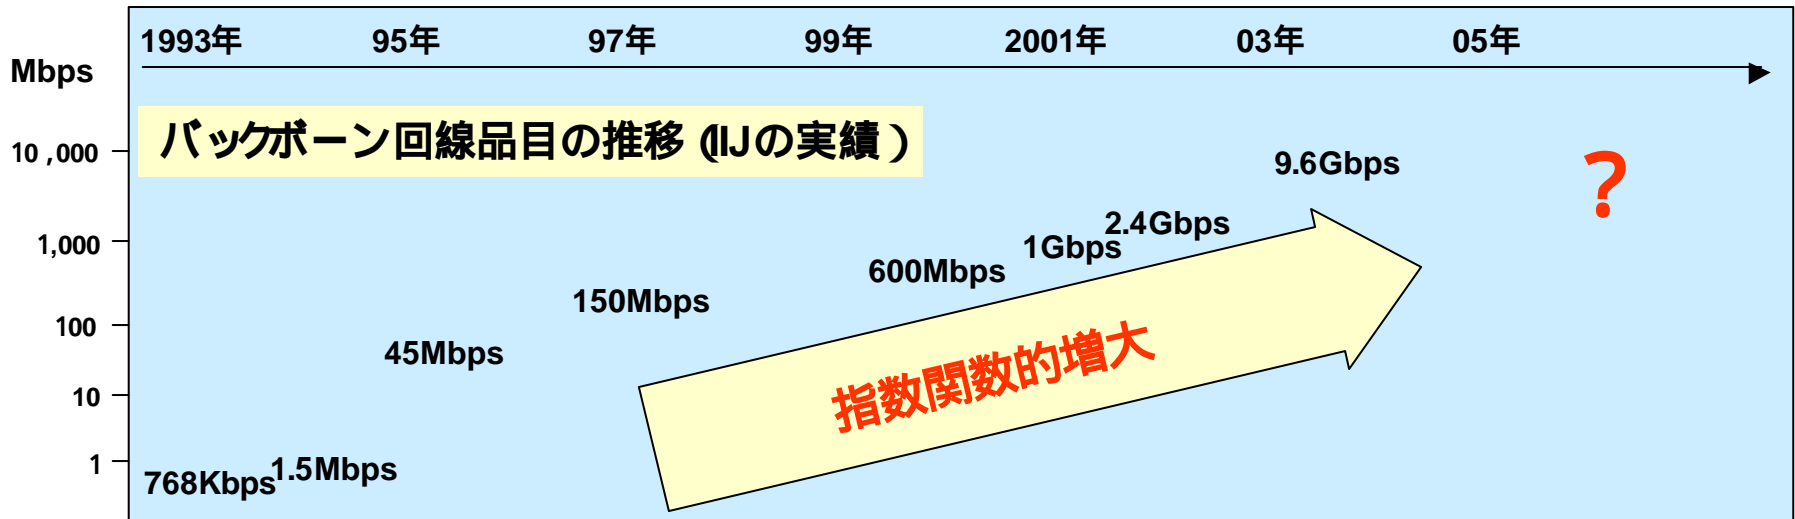 1993年 95年 97年 99年 2001年 03年 05年
Mbps
バックボーン回線品目の推移 (IIJの実績)
10,000
9.6Gbps
?
2.4Gbps
1,000
1Gbps
600Mbps
150Mbps
100
45Mbps
指数関数的増大
10
1
1.5Mbps
768Kbps